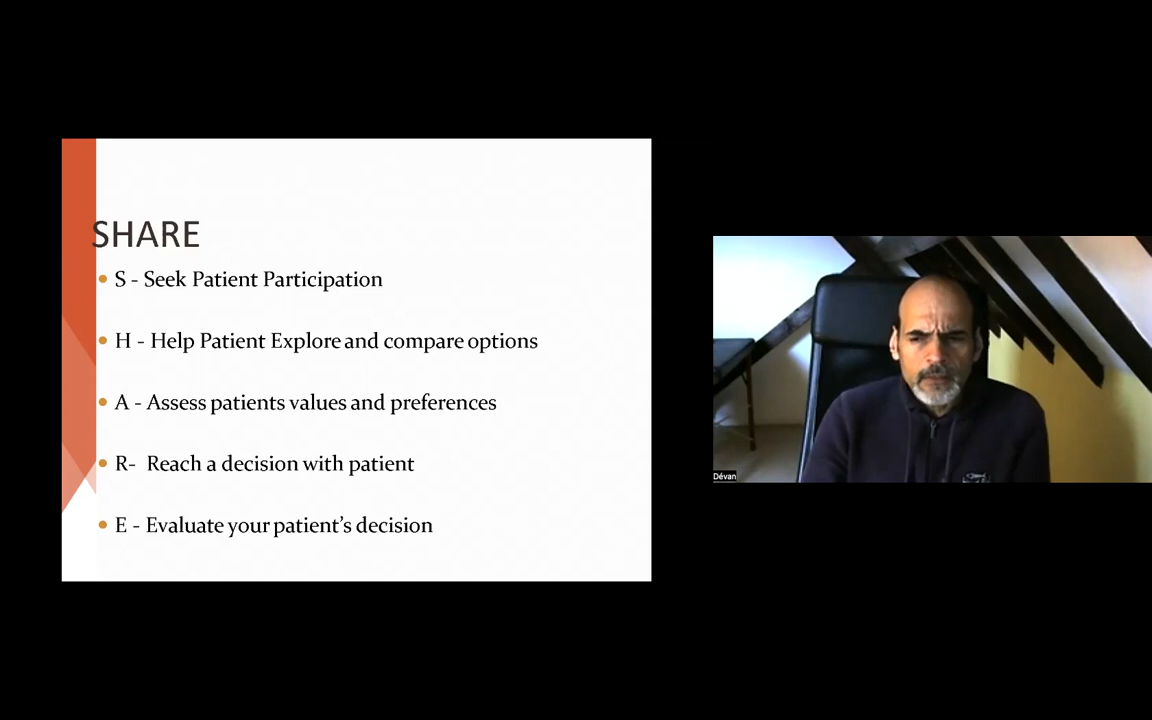 SHARE
S - Seek Patient Participation
H - Help Patient Explore and compare options
A - Assess patients values and preferences
R- Reach a decision with patient
E - Evaluate your patient’s decision
Dévan